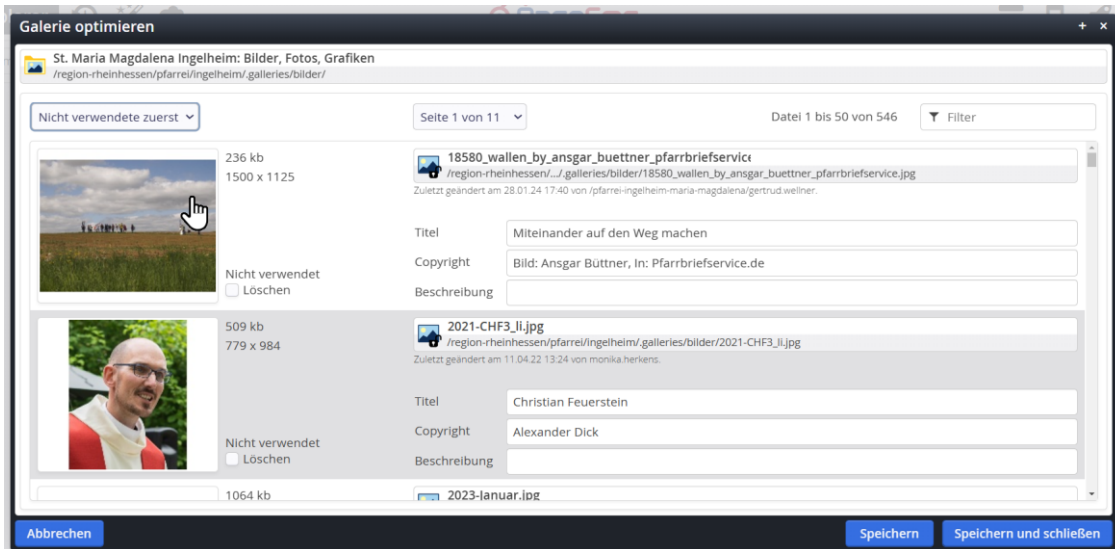 Galerie optimieren
St. Maria Magdalena Ingelheim: Bilder, Fotos, Grafiken
/region-rheinhessen/pfarrei/ingelheim/.galleries/bilder/
Nicht verwendete zuerst
Seite 1 von 11
Datei 1 bis 50 von 546
Filter
236 kb
1500 x 1125
Nicht verwendet
Löschen
18580_wallen_by_ansgar_buettner_pfarrbriefservice
/region-rheinhessen/.../.galleries/bilder/18580_wallen_by_ansgar_buettner_pfarrbriefservice.jpg
Zuletzt geändert am 28.01.24 17:40 von /pfarrei-ingelheim-maria-magdalena/gertrud.wellner.
Titel Miteinander auf den Weg machen
Copyright Bild: Ansgar Büttner, In: Pfarrbriefservice.de
Beschreibung
509 kb
779 x 984
Nicht verwendet
Löschen
2021-CHF3_li.jpg
/region-rheinhessen/pfarrei/ingelheim/.galleries/bilder/2021-CHF3_li.jpg
Zuletzt geändert am 11.04.22 13:24 von monika.herkens.
Titel Christian Feuerstein
Copyright Alexander Dick
Beschreibung
1064 kb
2023-Januar.jpg
Abbrechen
Speichern
Speichern und schließen